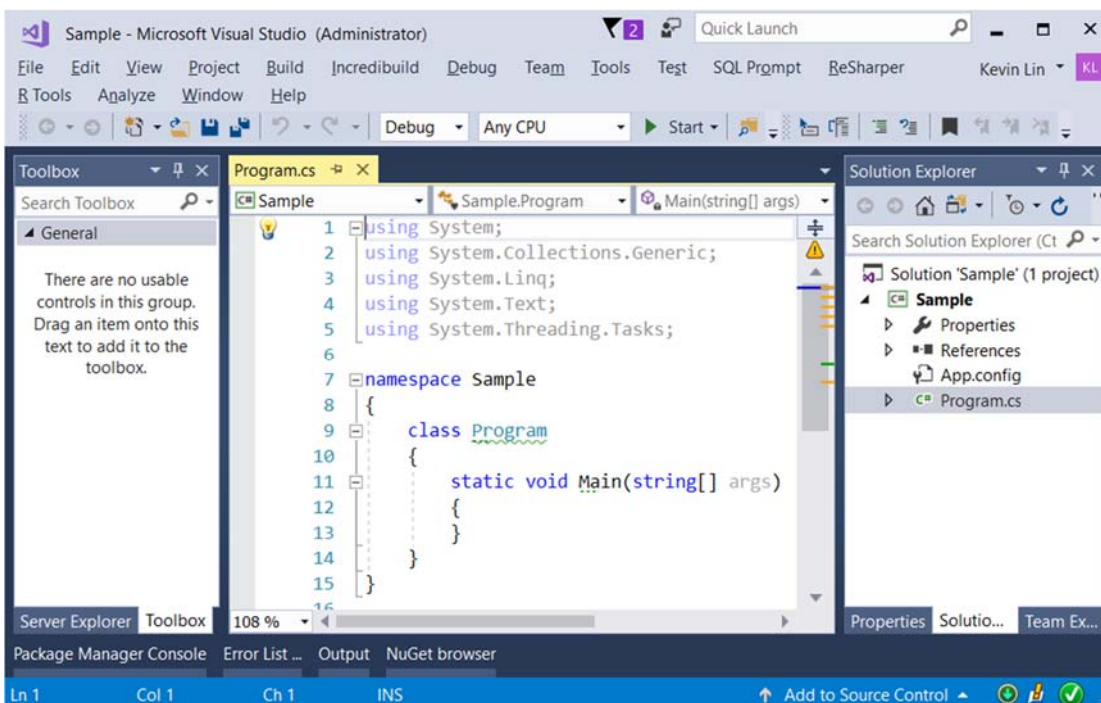 Sample - Microsoft Visual Studio (Administrator)
2
Quick Launch
File Edit View Project Build Incredibuild Debug Team Tools Test SQL Prompt ReSharper Kevin Lin KL
R Tools Analyze Window Help
Debug Any CPU Start
Toolbox
Search Toolbox
General
There are no usable
controls in this group.
Drag an item onto this
text to add it to the
toolbox.
Server Explorer Toolbox
Program.cs
C# Sample Sample.Program Main(string[] args)
1 using System;
2 using System.Collections.Generic;
3 using System.Linq;
4 using System.Text;
5 using System.Threading.Tasks;
6
7 namespace Sample
8 {
9 class Program
10 {
11 static void Main(string[] args)
12 {
13 }
14 }
15 }
16
108 %
Solution Explorer
Search Solution Explorer (Ct
Solution 'Sample' (1 project)
C# Sample
Properties
References
App.config
C# Program.cs
Properties Solutio... Team Ex...
Package Manager Console Error List ... Output NuGet browser
Ln 1 Col 1 Ch 1 INS Add to Source Control